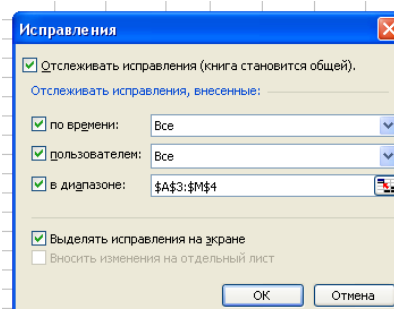 Исправления
Отслеживать исправления (книга становится общей).
Отслеживать исправления, внесенные:
по времени: Все
пользователем: Все
в диапазоне: $A$3:$M$4
Выделять исправления на экране
Вносить изменения на отдельный лист
ОК Отмена